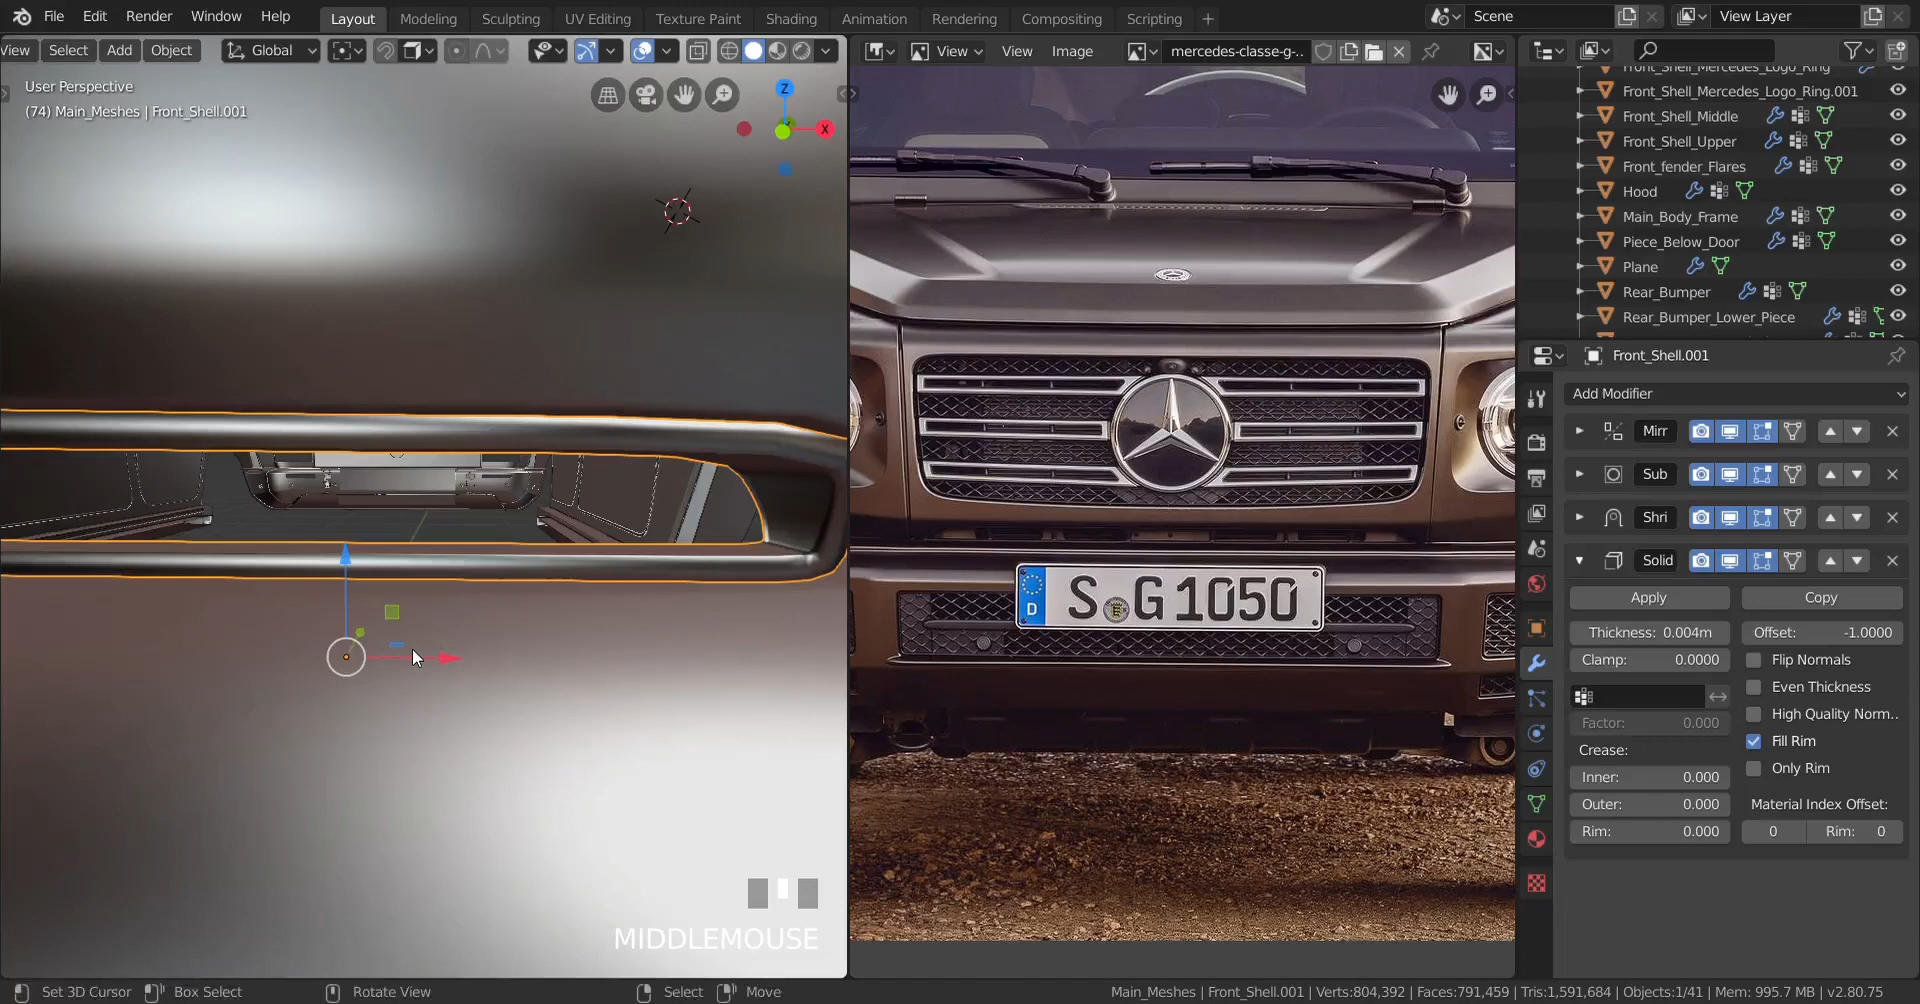 File Edit Render Window Help Layout Modeling Sculpting UV Editing Texture Paint Shading Animation Rendering Compositing Scripting + Scene View Layer
View Select Add Object Global View View Image mercedes-classe-g-..
User Perspective
(74) Main_Meshes | Front_Shell.001
Z
X
Front_Shell_Mercedes_Logo_Ring
Front_Shell_Mercedes_Logo_Ring.001
Front_Shell_Middle
Front_Shell_Upper
Front_fender_Flares
Hood
Main_Body_Frame
Piece_Below_Door
Plane
Rear_Bumper
Rear_Bumper_Lower_Piece
Front_Shell.001
Add Modifier
Mirr
Sub
Shri
Solid
Apply Copy
Thickness: 0.004m Offset: -1.0000
Clamp: 0.0000 Flip Normals
Even Thickness
High Quality Norm..
Factor: 0.000
Fill Rim
Crease:
Only Rim
Inner: 0.000
Outer: 0.000 Material Index Offset:
Rim: 0.000 0 Rim: 0
D S G 1050
MIDDLEMOUSE
Set 3D Cursor Box Select Rotate View Select Move Main_Meshes | Front_Shell.001 | Verts:804,392 | Faces:791,459 | Tris:1,591,684 | Objects:1/41 | Mem: 995.7 MB | v2.80.75